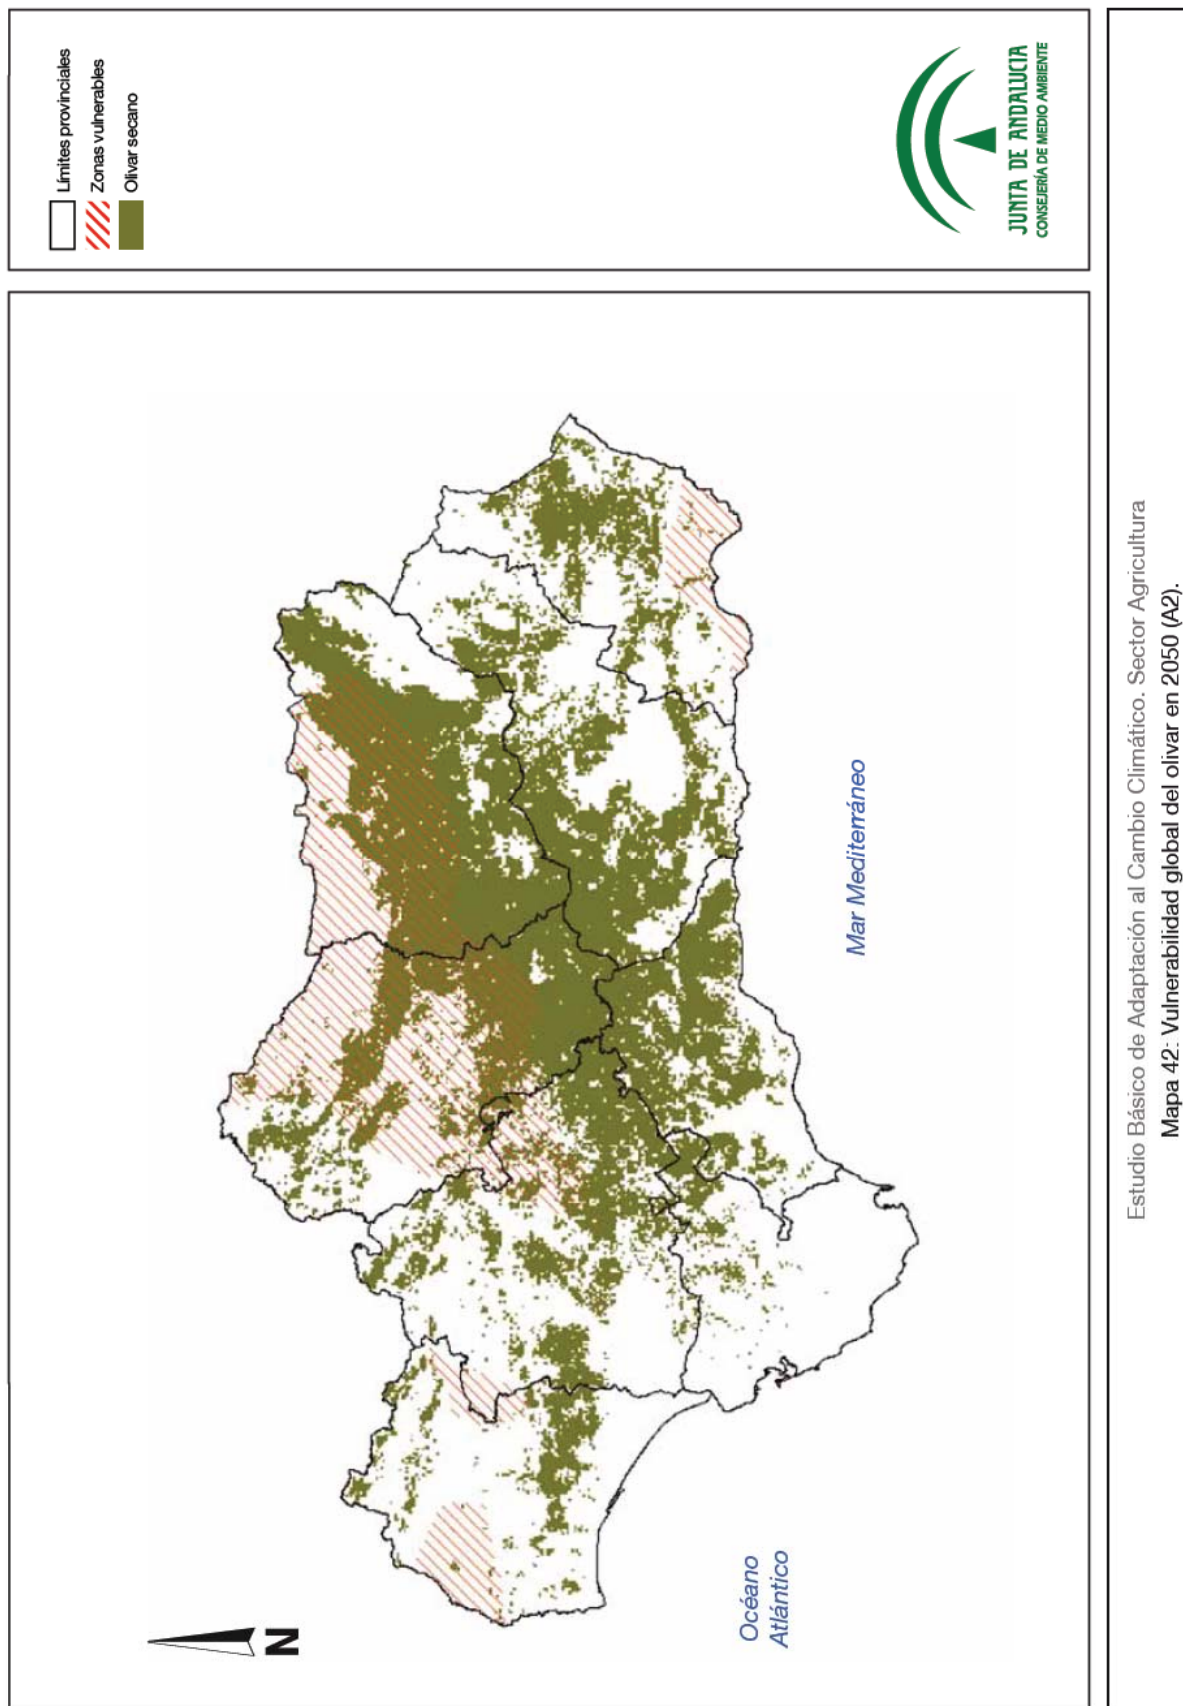 Límites provinciales
Zonas vulnerables
Olivar secano
JUNTA DE ANDALUCIA
CONSEJERÍA DE MEDIO AMBIENTE
Mar Mediterráneo
Océano
Atlántico
N
Estudio Básico de Adaptación al Cambio Climático. Sector Agricultura
Mapa 42: Vulnerabilidad global del olivar en 2050 (A2).